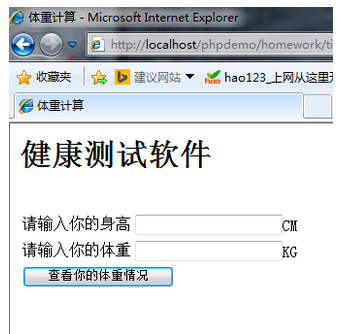 体重计算 - Microsoft Internet Explorer
http://localhost/phpdemo/homework/ti
收藏夹 建议网站 hao123_上网从这里开
体重计算
健康测试软件
请输入你的身高 CM
请输入你的体重 KG
查看你的体重情况